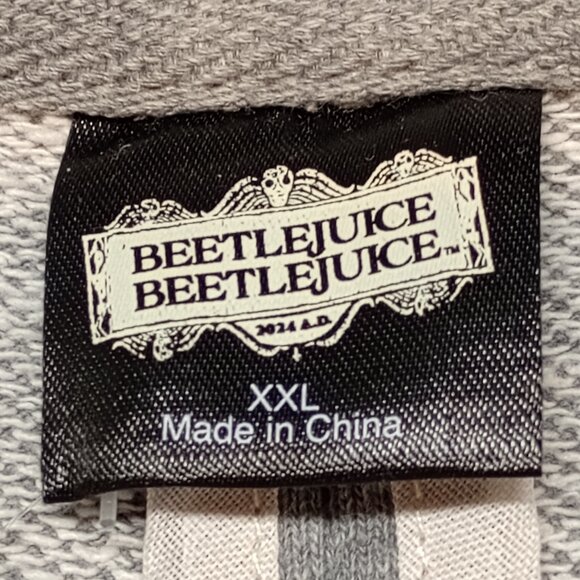 BEETLEJUICE
BEETLEJUICE™
2024 A.D.
XXL
Made in China